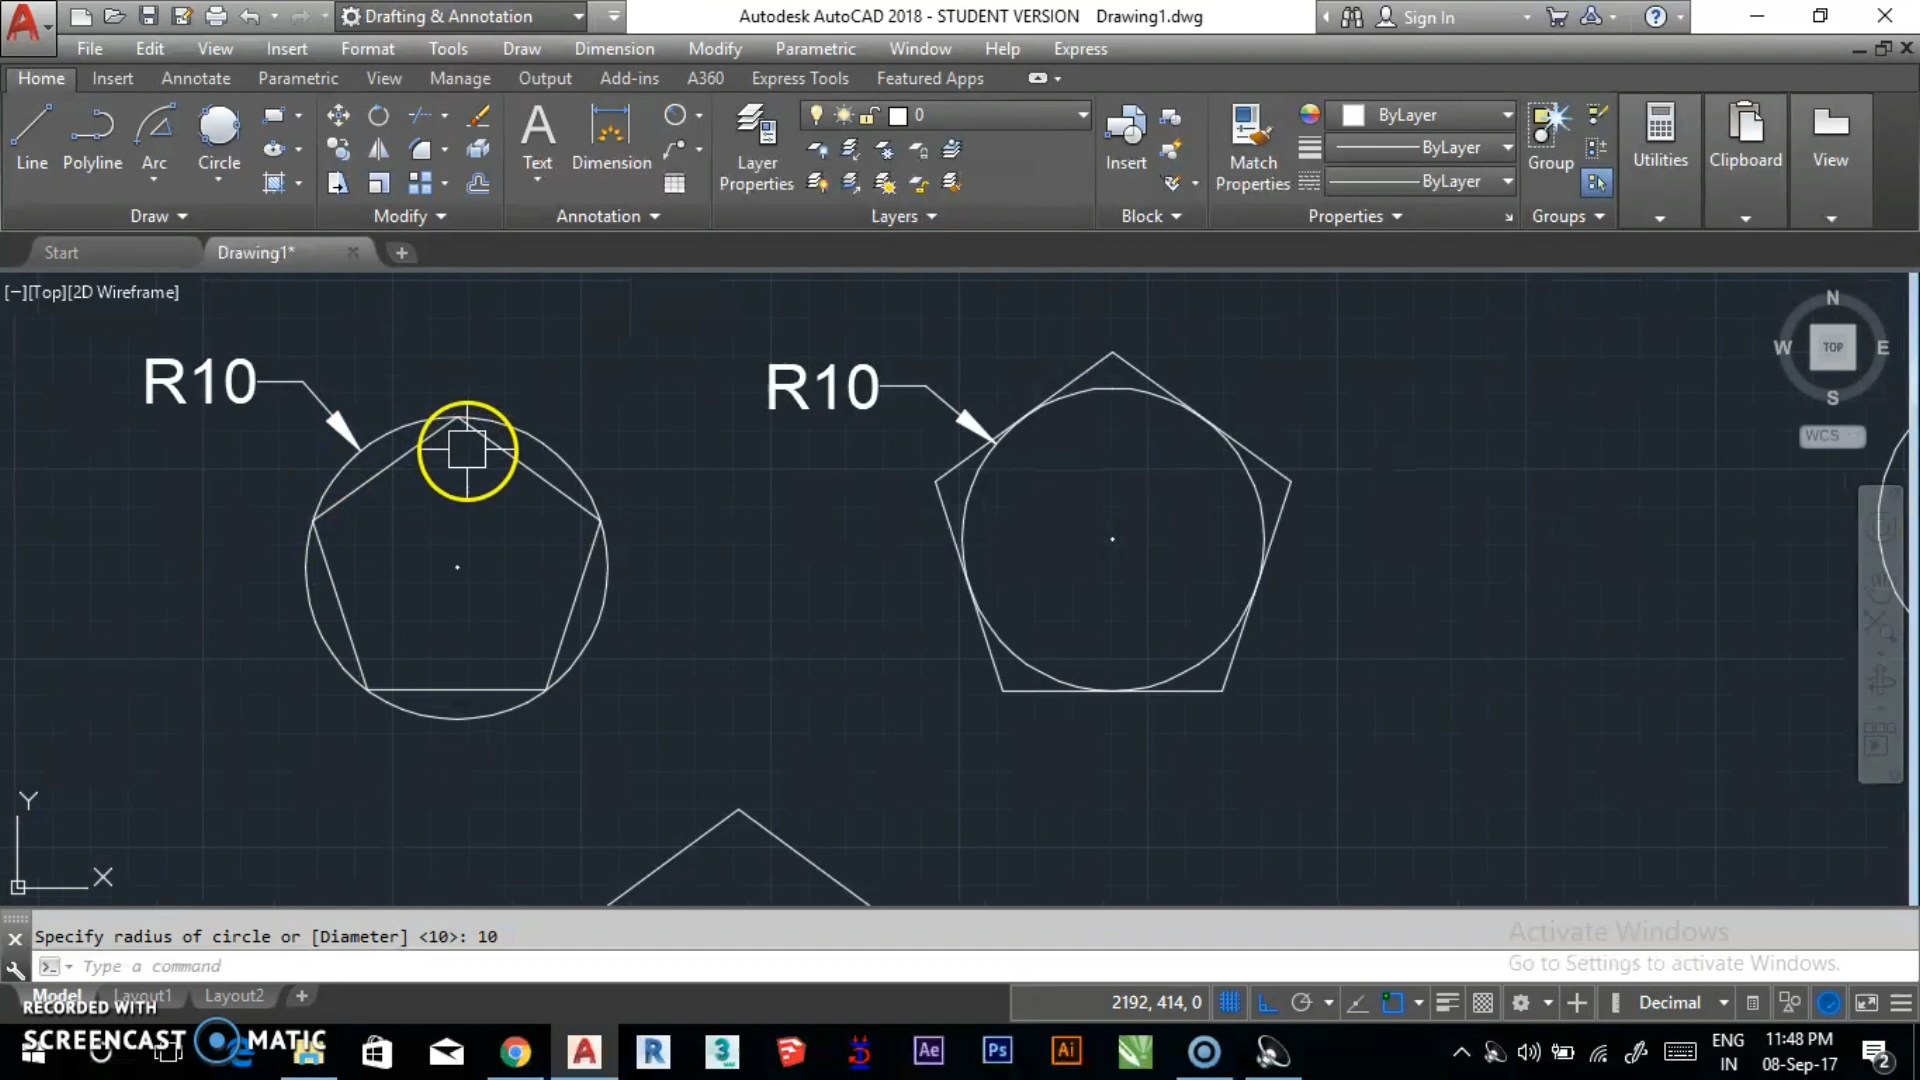 Drafting & Annotation
Autodesk AutoCAD 2018 - STUDENT VERSION Drawing1.dwg
Sign In
File Edit View Insert Format Tools Draw Dimension Modify Parametric Window Help Express
Home Insert Annotate Parametric View Manage Output Add-ins A360 Express Tools Featured Apps
A 0 ByLayer
ByLayer
ByLayer
Line Polyline Arc Circle Text Dimension Layer Properties Insert Match Properties Group Utilities Clipboard View
Draw Modify Annotation Layers Block Properties Groups
Start Drawing1*
[−][Top][2D Wireframe]
N
W TOP E
S
WCS
R10
R10
Y
X
Specify radius of circle or [Diameter] <10>: 10
Type a command
Activate Windows
Go to Settings to activate Windows.
Model Layout1 Layout2
2192, 414, 0
Decimal
RECORDED WITH
SCREENCAST MATIC
A R 3 Ae Ps Ai
ENG
IN
11:48 PM
08-Sep-17
2